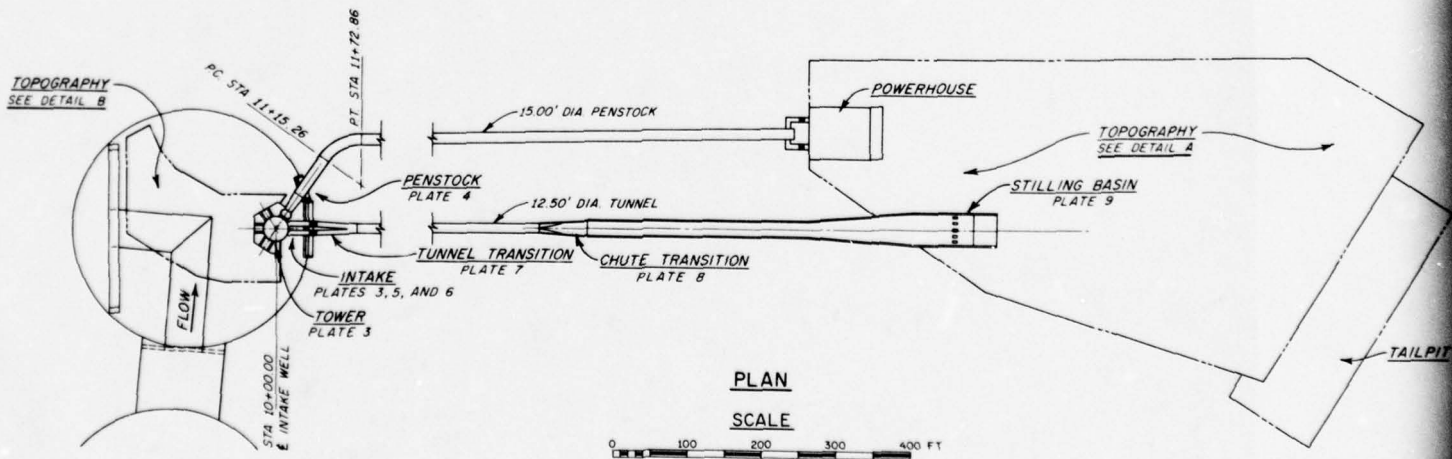 TOPOGRAPHY
SEE DETAIL B
P.C. STA 11+15.26
PT STA 11+72.86
15.00' DIA. PENSTOCK
POWERHOUSE
TOPOGRAPHY
SEE DETAIL A
PENSTOCK
PLATE 4
STILLING BASIN
PLATE 9
12.50' DIA. TUNNEL
TUNNEL TRANSITION
PLATE 7
CHUTE TRANSITION
PLATE 8
INTAKE
PLATES 3, 5, AND 6
TOWER
PLATE 3
FLOW
STA 10+00.00
℄ INTAKE WELL
TAILPIT
PLAN
SCALE
0 100 200 300 400 FT